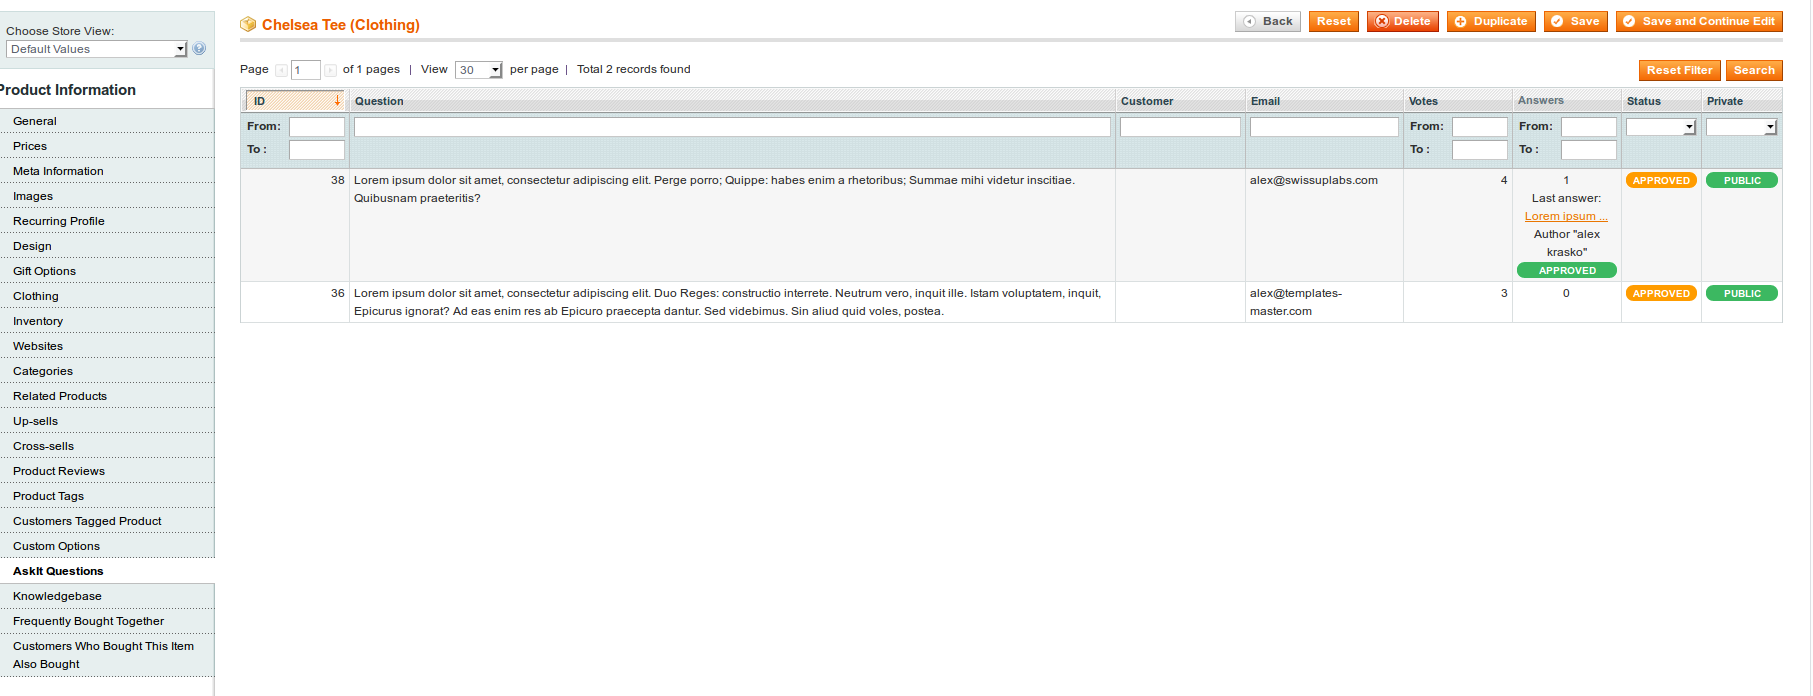 Choose Store View:
Default Values
Product Information
General
Prices
Meta Information
Images
Recurring Profile
Design
Gift Options
Clothing
Inventory
Websites
Categories
Related Products
Up-sells
Cross-sells
Product Reviews
Product Tags
Customers Tagged Product
Custom Options
AskIt Questions
Knowledgebase
Frequently Bought Together
Customers Who Bought This Item
Also Bought
Chelsea Tee (Clothing)
Back Reset Delete Duplicate Save Save and Continue Edit
Page 1 of 1 pages | View 30 per page | Total 2 records found
Reset Filter Search
ID Question Customer Email Votes Answers Status Private
From: From: From:
To : To : To :
38 Lorem ipsum dolor sit amet, consectetur adipiscing elit. Perge porro; Quippe: habes enim a rhetoribus; Summae mihi videtur inscitiae. alex@swissuplabs.com 4 1 APPROVED PUBLIC
Quibusnam praeteritis? Last answer:
Lorem ipsum ...
Author "alex
krasko"
APPROVED
36 Lorem ipsum dolor sit amet, consectetur adipiscing elit. Duo Reges: constructio interrete. Neutrum vero, inquit ille. Istam voluptatem, inquit, alex@templates- 3 0 APPROVED PUBLIC
Epicurus ignorat? Ad eas enim res ab Epicuro praecepta dantur. Sed videbimus. Sin aliud quid voles, postea. master.com